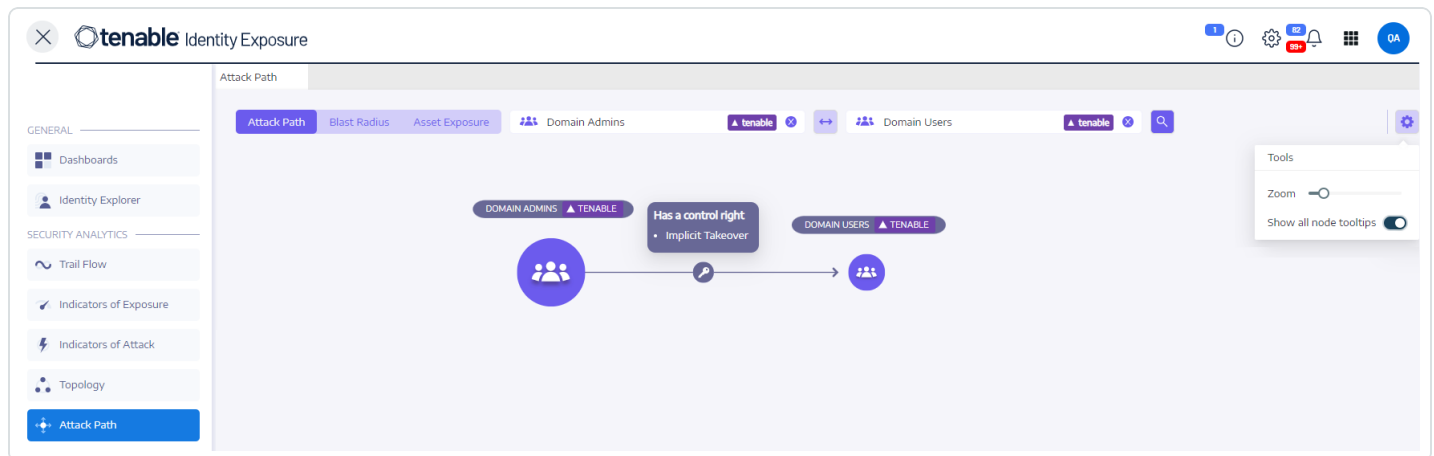 tenable Identity Exposure
1
82
99+
QA
Attack Path
GENERAL
Dashboards
Identity Explorer
SECURITY ANALYTICS
Trail Flow
Indicators of Exposure
Indicators of Attack
Topology
Attack Path
Attack Path Blast Radius Asset Exposure Domain Admins tenable Domain Users tenable
Tools
Zoom
Show all node tooltips
DOMAIN ADMINS TENABLE
Has a control right
• Implicit Takeover
DOMAIN USERS TENABLE